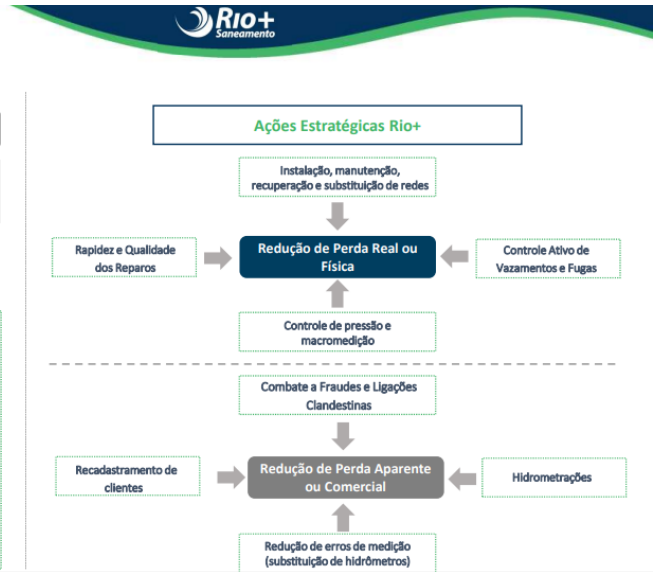 Rio+
Saneamento
Ações Estratégicas Rio+
Instalação, manutenção,
recuperação e substituição de redes
Rapidez e Qualidade
dos Reparos
Redução de Perda Real ou
Física
Controle Ativo de
Vazamentos e Fugas
Controle de pressão e
macromedição
Combate a Fraudes e Ligações
Clandestinas
Recadastramento de
clientes
Redução de Perda Aparente
ou Comercial
Hidrometrações
Redução de erros de medição
(substituição de hidrômetros)